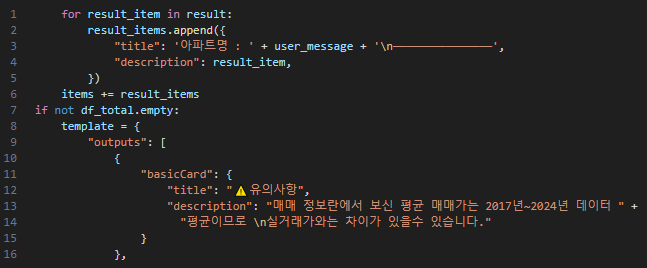 1 for result_item in result:
2 result_items.append({
3 "title": '아파트명 : ' + user_message + '\n───────────────',
4 "description": result_item,
5 })
6 items += result_items
7 if not df_total.empty:
8 template = {
9 "outputs": [
10 {
11 "basicCard": {
12 "title": "⚠️유의사항",
13 "description": "매매 정보란에서 보신 평균 매매가는 2017년~2024년 데이터 " +
14 "평균이므로 \n실거래가와는 차이가 있을수 있습니다."
15 }
16 },